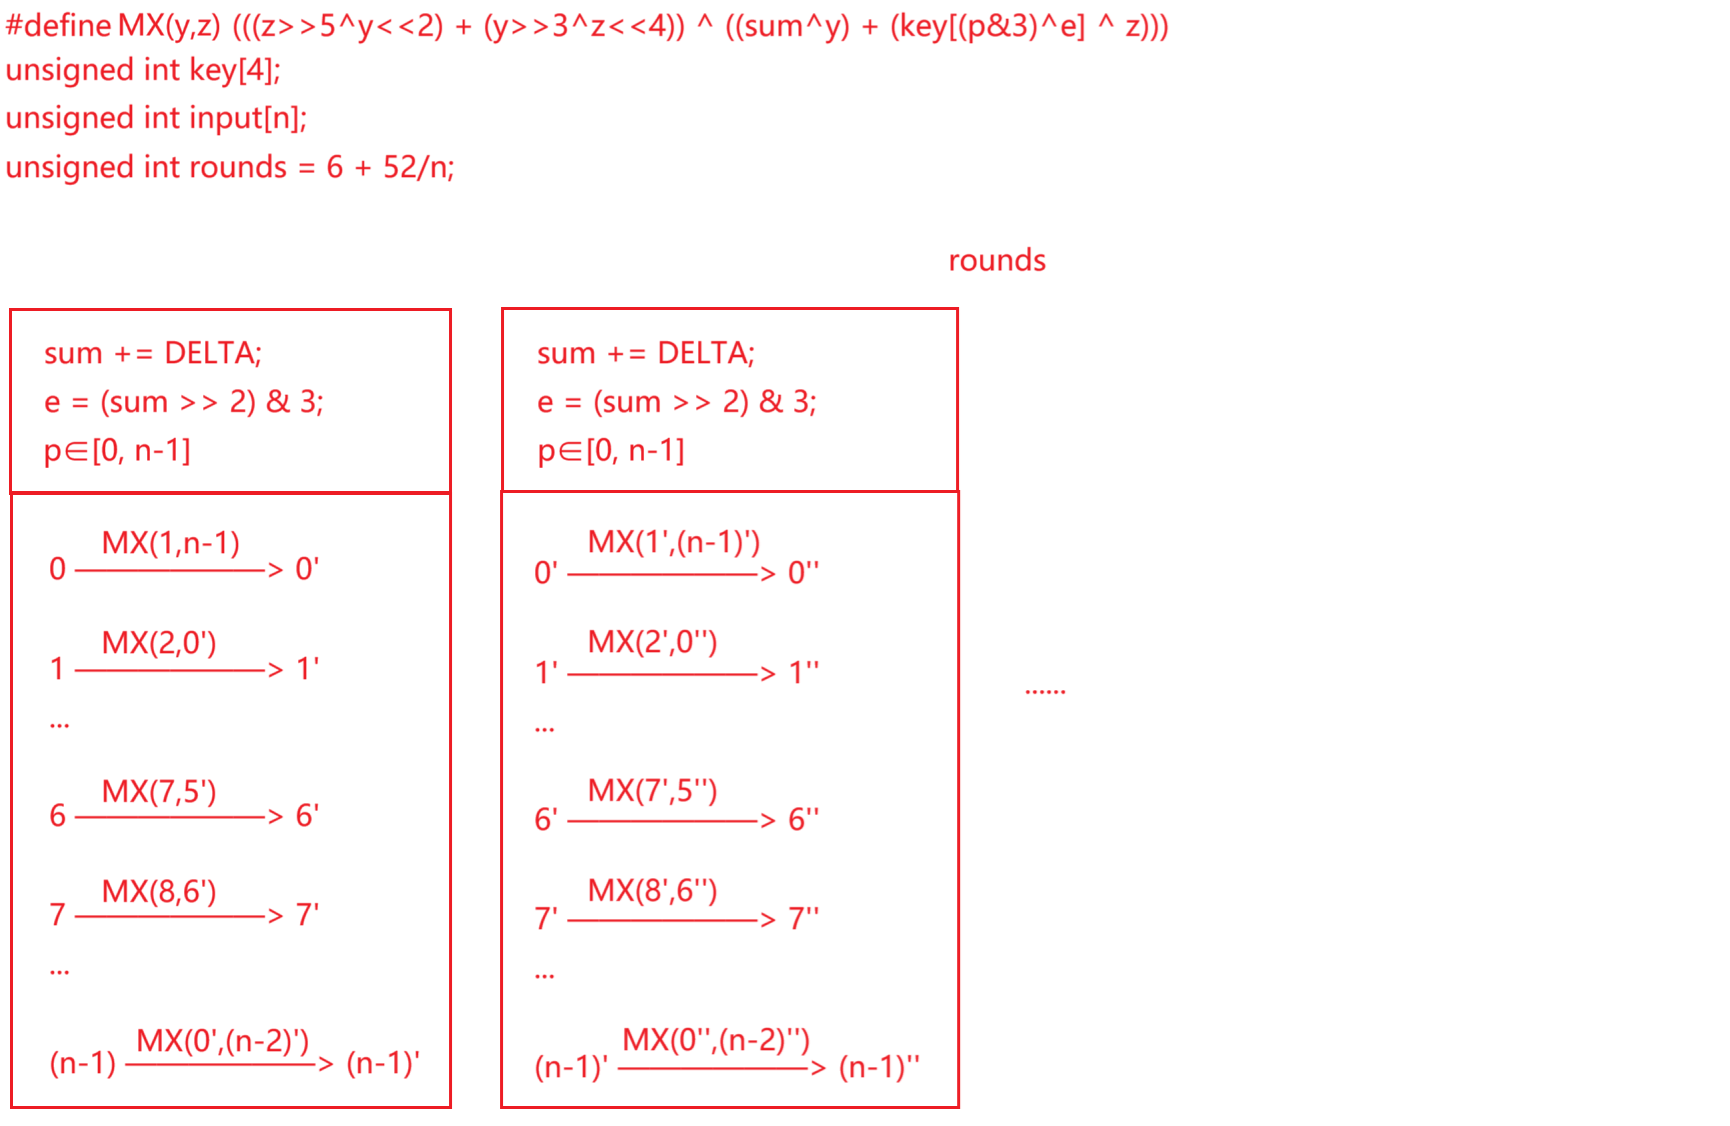 #define MX(y,z) (((z>>5^y<<2) + (y>>3^z<<4)) ^ ((sum^y) + (key[(p&3)^e] ^ z)))
unsigned int key[4];
unsigned int input[n];
unsigned int rounds = 6 + 52/n;
rounds
sum += DELTA;
e = (sum >> 2) & 3;
p∈[0, n-1]
MX(1,n-1)
0 ————————> 0'
MX(2,0')
1 ————————> 1'
...
MX(7,5')
6 ————————> 6'
MX(8,6')
7 ————————> 7'
...
MX(0',(n-2)')
(n-1) ————————> (n-1)'
sum += DELTA;
e = (sum >> 2) & 3;
p∈[0, n-1]
MX(1',(n-1)')
0' ————————> 0''
MX(2',0'')
1' ————————> 1''
...
MX(7',5'')
6' ————————> 6''
MX(8',6'')
7' ————————> 7''
...
MX(0'',(n-2)'')
(n-1)' ————————> (n-1)''
......